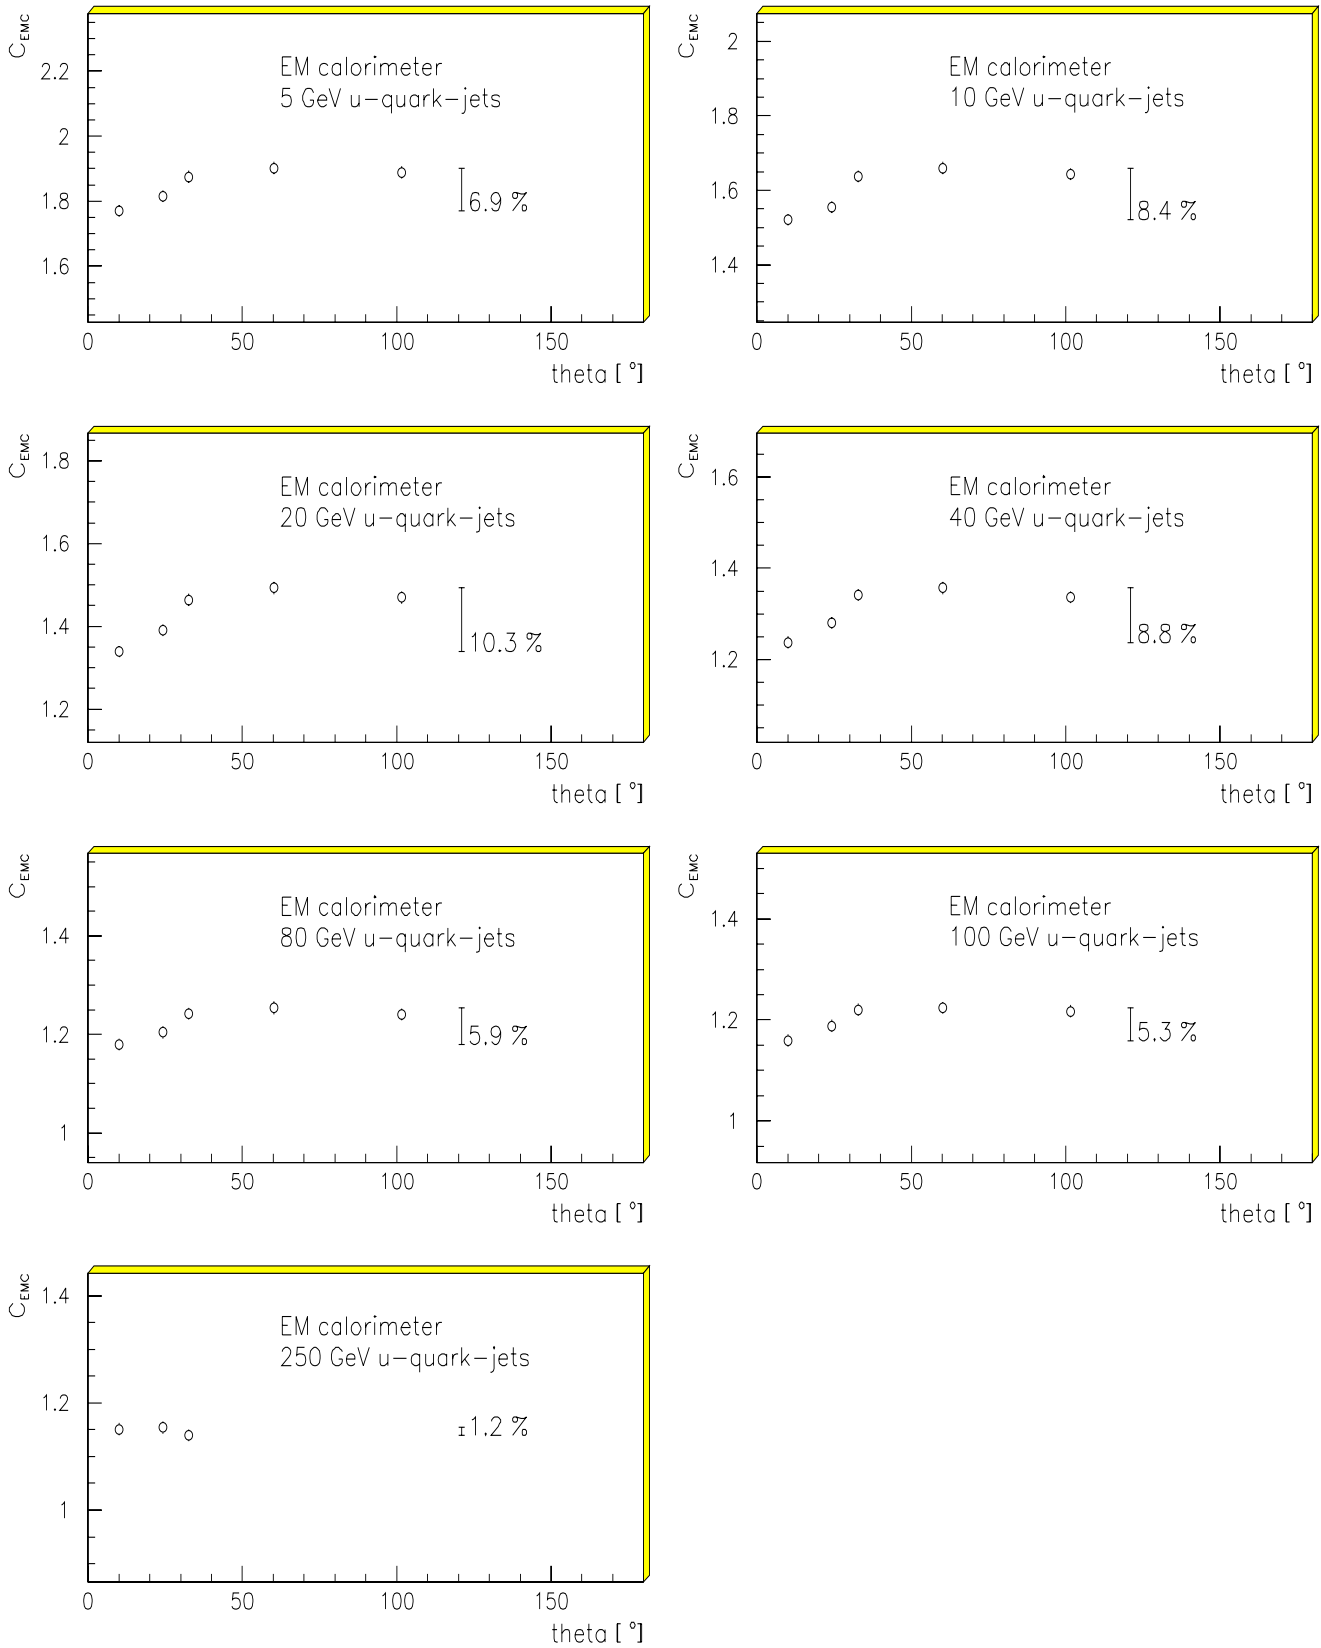 C_EMC
EM calorimeter
5 GeV u-quark-jets
2.2
2
1.8
1.6
6.9 %
0 50 100 150
theta [ °]
C_EMC
EM calorimeter
10 GeV u-quark-jets
2
1.8
1.6
1.4
8.4 %
0 50 100 150
theta [ °]
C_EMC
EM calorimeter
20 GeV u-quark-jets
1.8
1.6
1.4
1.2
10.3 %
0 50 100 150
theta [ °]
C_EMC
EM calorimeter
40 GeV u-quark-jets
1.6
1.4
1.2
8.8 %
0 50 100 150
theta [ °]
C_EMC
EM calorimeter
80 GeV u-quark-jets
1.4
1.2
1
5.9 %
0 50 100 150
theta [ °]
C_EMC
EM calorimeter
100 GeV u-quark-jets
1.4
1.2
1
5.3 %
0 50 100 150
theta [ °]
C_EMC
EM calorimeter
250 GeV u-quark-jets
1.4
1.2
1
1.2 %
0 50 100 150
theta [ °]